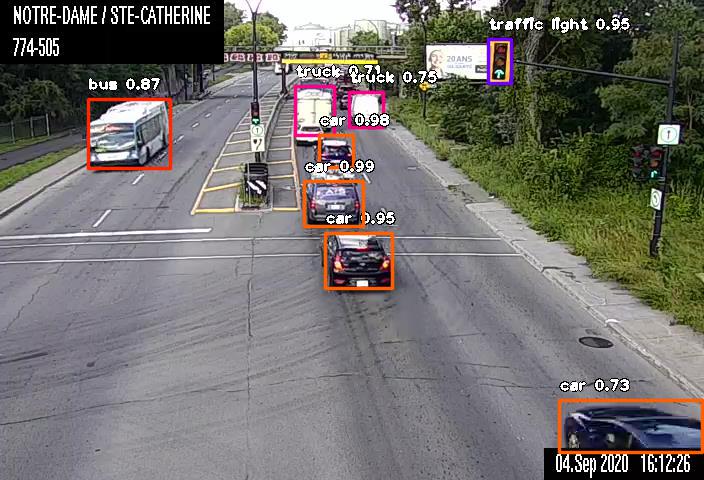 NOTRE-DAME / STE-CATHERINE
774-505
traffic light 0.95
bus 0.87
truck 0.71
truck 0.75
20 ANS
car 0.98
car 0.99
car 0.95
car 0.73
04.Sep 2020 16:12:26